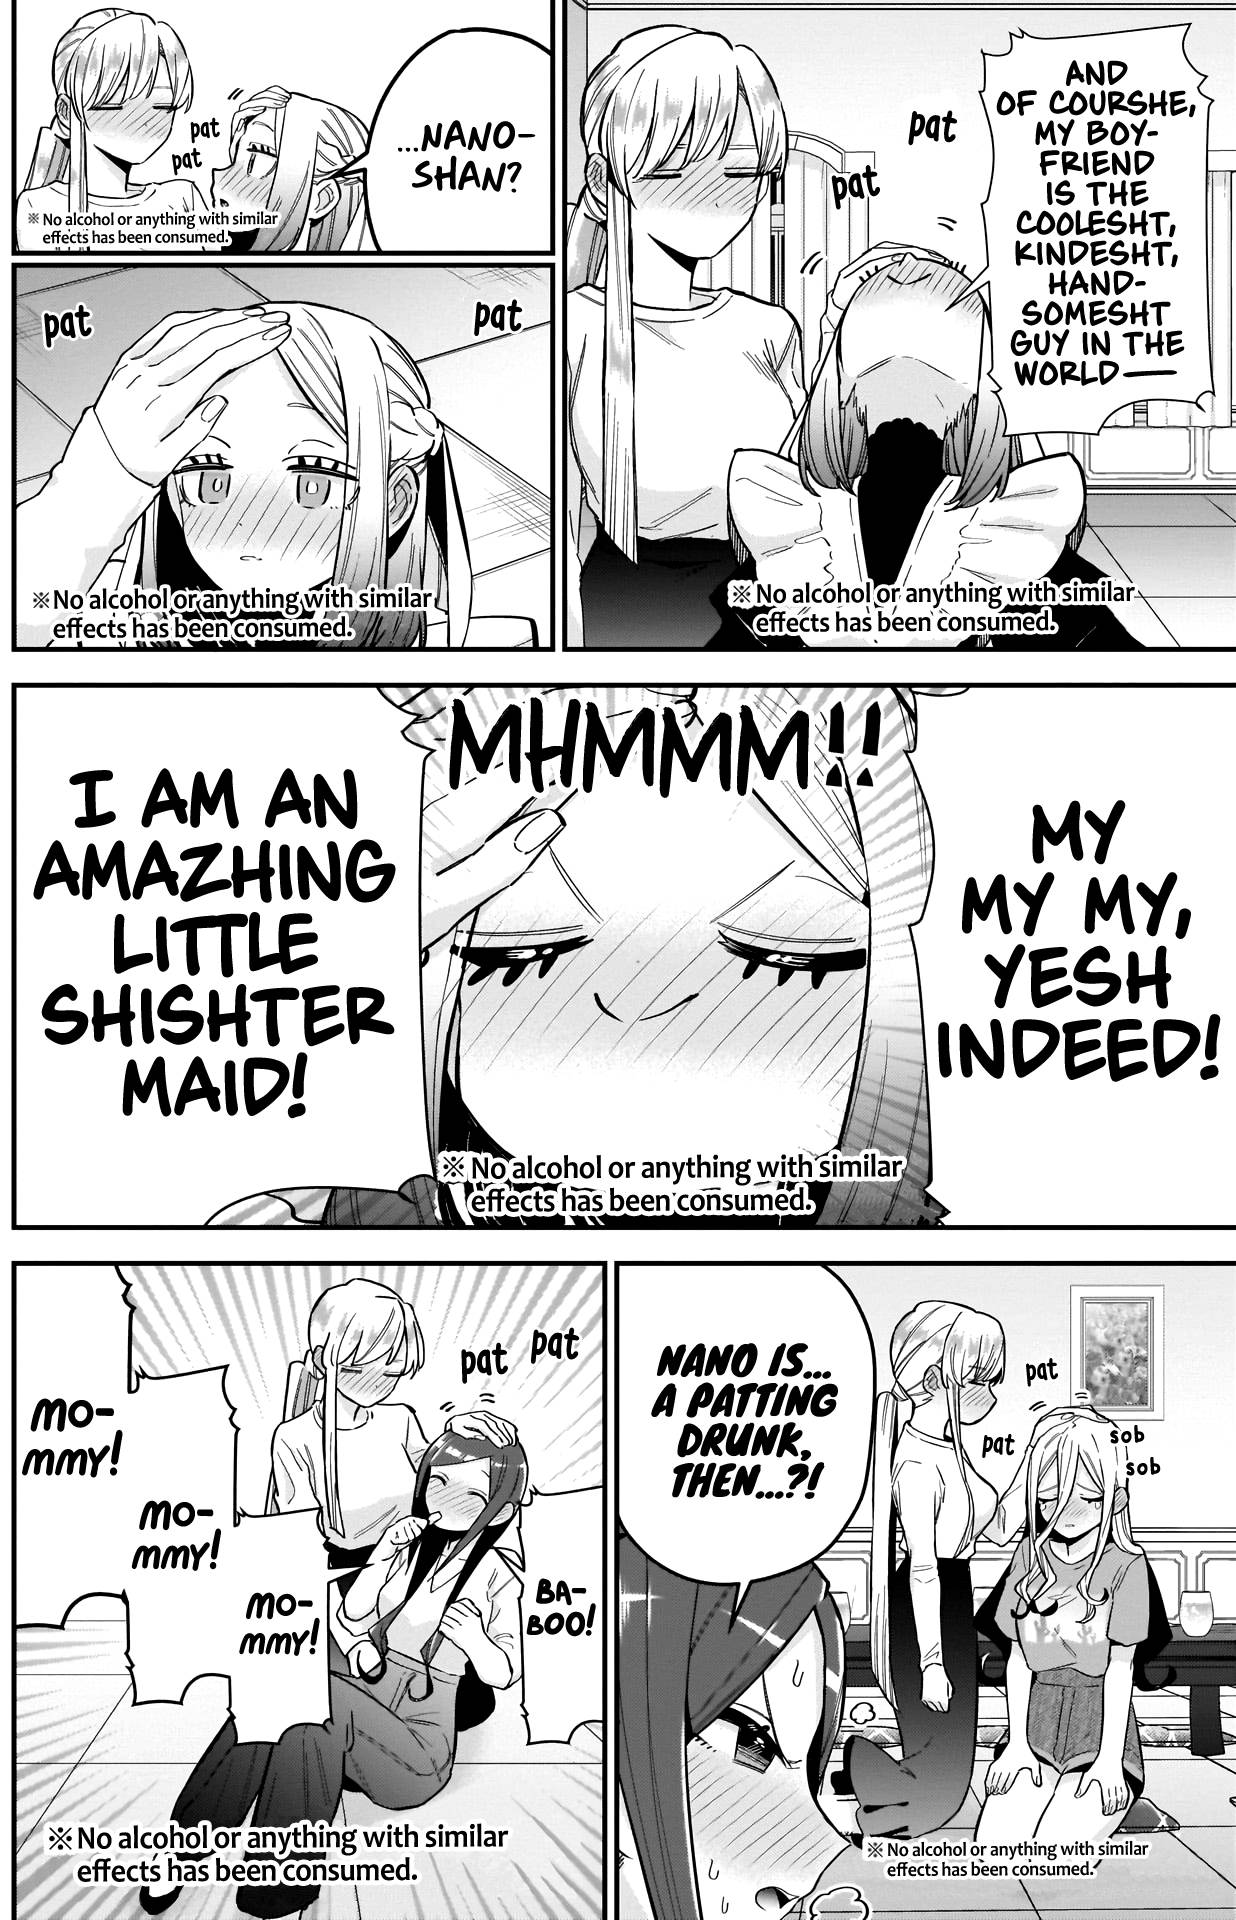 AND
OF COURSHE,
MY BOY-
FRIEND
IS THE
COOLESHT,
KINDESHT,
HAND-
SOMESHT
GUY IN THE
WORLD—
pat
pat
※No alcohol or anything with similar
effects has been consumed.
...NANO-
SHAN?
pat
pat
※No alcohol or anything with similar
effects has been consumed.
pat
pat
※No alcohol or anything with similar
effects has been consumed.
MHMMM!!
MY
MY MY,
YESH
INDEED!
I AM AN
AMAZHING
LITTLE
SHISHTER
MAID!
※No alcohol or anything with similar
effects has been consumed.
pat
pat
sob
sob
NANO IS...
A PATTING
DRUNK,
THEN...?!
※No alcohol or anything with similar
effects has been consumed.
pat
pat
BA-
BOO!
MO-
MMY!
MO-
MMY!
MO-
MMY!
※No alcohol or anything with similar
effects has been consumed.